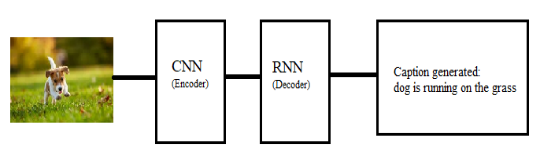 CNN
(Encoder)
RNN
(Decoder)
Caption generated:
dog is running on the grass